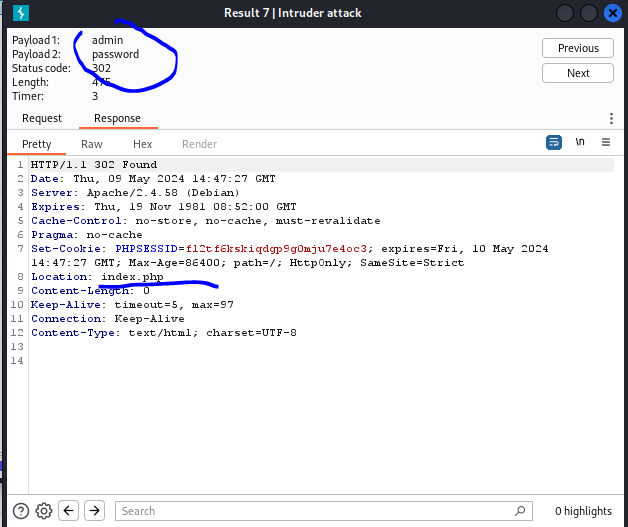 Result 7 | Intruder attack
Payload 1: admin
Payload 2: password
Status code: 302
Length: 475
Timer: 3
Previous
Next
Request Response
Pretty Raw Hex Render
\n
1 HTTP/1.1 302 Found
2 Date: Thu, 09 May 2024 14:47:27 GMT
3 Server: Apache/2.4.58 (Debian)
4 Expires: Thu, 19 Nov 1981 08:52:00 GMT
5 Cache-Control: no-store, no-cache, must-revalidate
6 Pragma: no-cache
7 Set-Cookie: PHPSESSID=fl2tf6kskiqdgp9g0mju7e4oc3; expires=Fri, 10 May 2024
14:47:27 GMT; Max-Age=86400; path=/; HttpOnly; SameSite=Strict
8 Location: index.php
9 Content-Length: 0
10 Keep-Alive: timeout=5, max=97
11 Connection: Keep-Alive
12 Content-Type: text/html; charset=UTF-8
13
14
Search
0 highlights